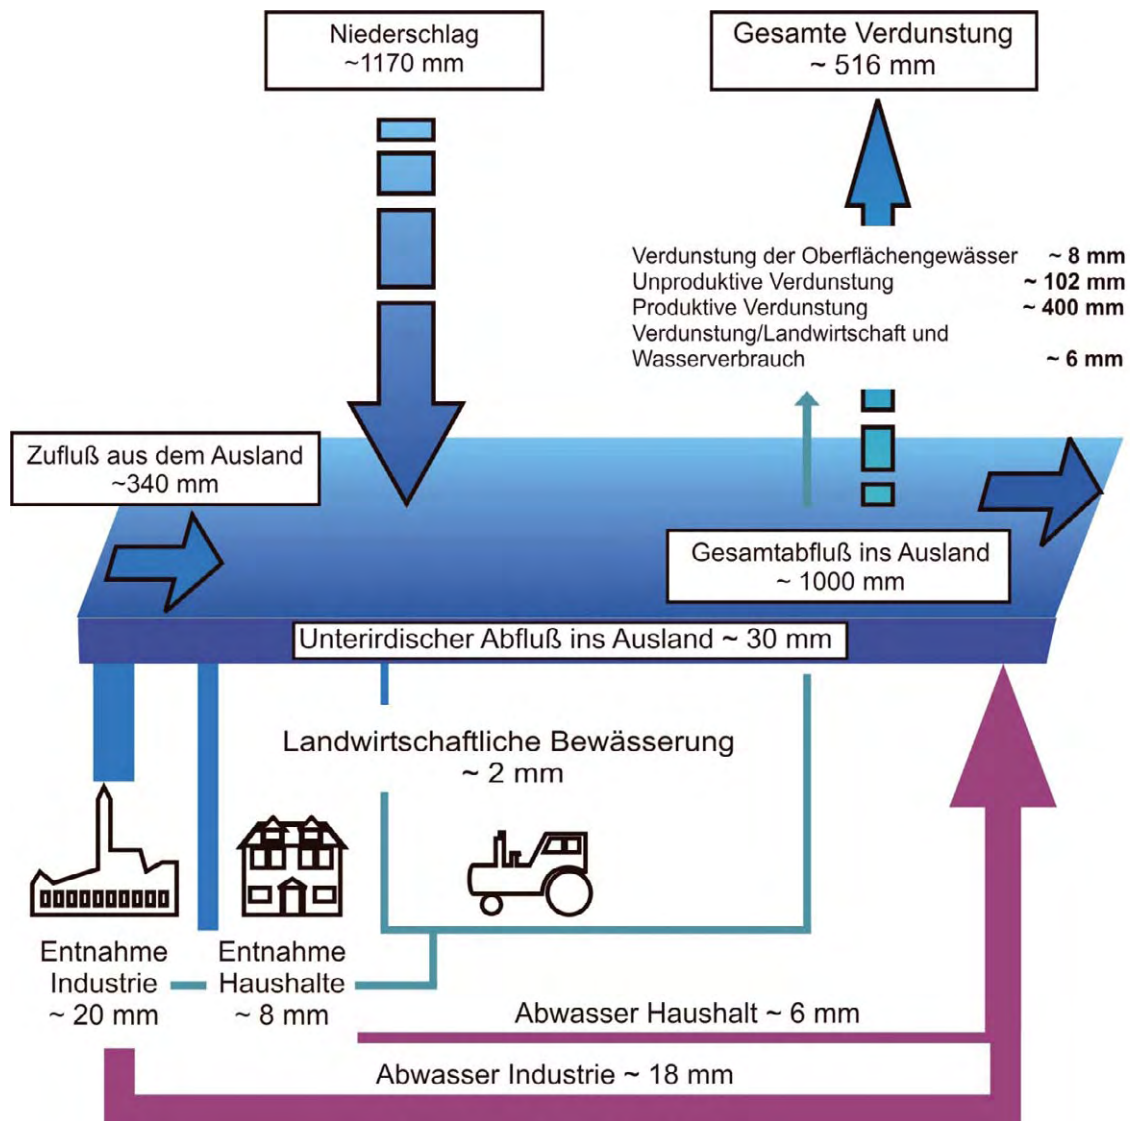 Niederschlag
~1170 mm
Gesamte Verdunstung
~ 516 mm
Verdunstung der Oberflächengewässer ~ 8 mm
Unproduktive Verdunstung ~ 102 mm
Produktive Verdunstung ~ 400 mm
Verdunstung/Landwirtschaft und
Wasserverbrauch ~ 6 mm
Zufluß aus dem Ausland
~340 mm
Gesamtabfluß ins Ausland
~ 1000 mm
Unterirdischer Abfluß ins Ausland ~ 30 mm
Landwirtschaftliche Bewässerung
~ 2 mm
Entnahme
Industrie
~ 20 mm
Entnahme
Haushalte
~ 8 mm
Abwasser Haushalt ~ 6 mm
Abwasser Industrie ~ 18 mm